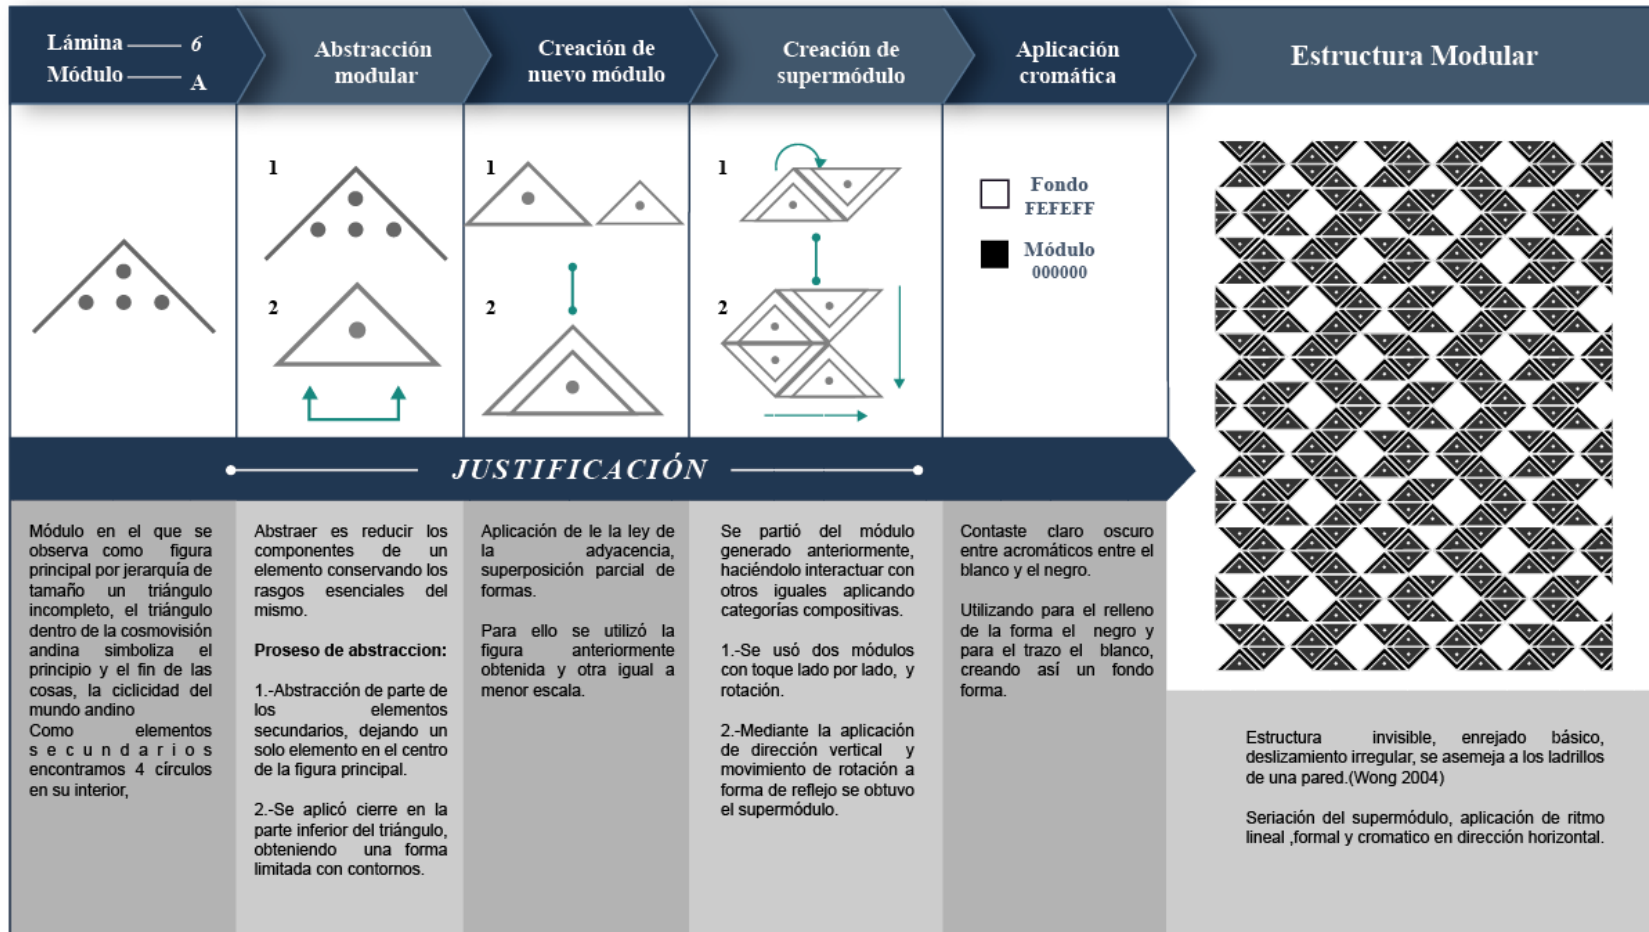 Lámina 6
Módulo A
Abstracción
modular
Creación de
nuevo módulo
Creación de
supermódulo
Aplicación
cromática
Estructura Modular
1
2
1
2
1
2
Fondo
FEFEFF
Módulo
000000
JUSTIFICACIÓN
Módulo en el que se
observa como figura
principal por jerarquía de
tamaño un triángulo
incompleto, el triángulo
dentro de la cosmovisión
andina simboliza el
principio y el fin de las
cosas, la ciclicidad del
mundo andino
Como elementos
secundarios
encontramos 4 círculos
en su interior,
Abstraer es reducir los
componentes de un
elemento conservando los
rasgos esenciales del
mismo.
Proseso de abstraccion:
1.-Abstracción de parte de
los elementos
secundarios, dejando un
solo elemento en el centro
de la figura principal.
2.-Se aplicó cierre en la
parte inferior del triángulo,
obteniendo una forma
limitada con contornos.
Aplicación de le la ley de
la adyacencia,
superposición parcial de
formas.
Para ello se utilizó la
figura anteriormente
obtenida y otra igual a
menor escala.
Se partió del módulo
generado anteriormente,
haciéndolo interactuar con
otros iguales aplicando
categorías compositivas.
1.-Se usó dos módulos
con toque lado por lado, y
rotación.
2.-Mediante la aplicación
de dirección vertical y
movimiento de rotación a
forma de reflejo se obtuvo
el supermódulo.
Contaste claro oscuro
entre acromáticos entre el
blanco y el negro.
Utilizando para el relleno
de la forma el negro y
para el trazo el blanco,
creando así un fondo
forma.
Estructura invisible, enrejado básico,
deslizamiento irregular, se asemeja a los ladrillos
de una pared.(Wong 2004)
Seriación del supermódulo, aplicación de ritmo
lineal ,formal y cromatico en dirección horizontal.